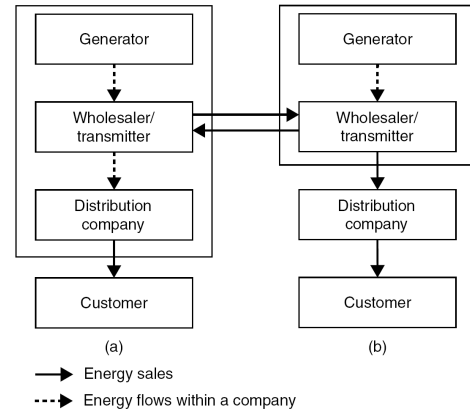 Generator
Wholesaler/
transmitter
Distribution
company
Customer
(a)
Generator
Wholesaler/
transmitter
Distribution
company
Customer
(b)
Energy sales
Energy flows within a company